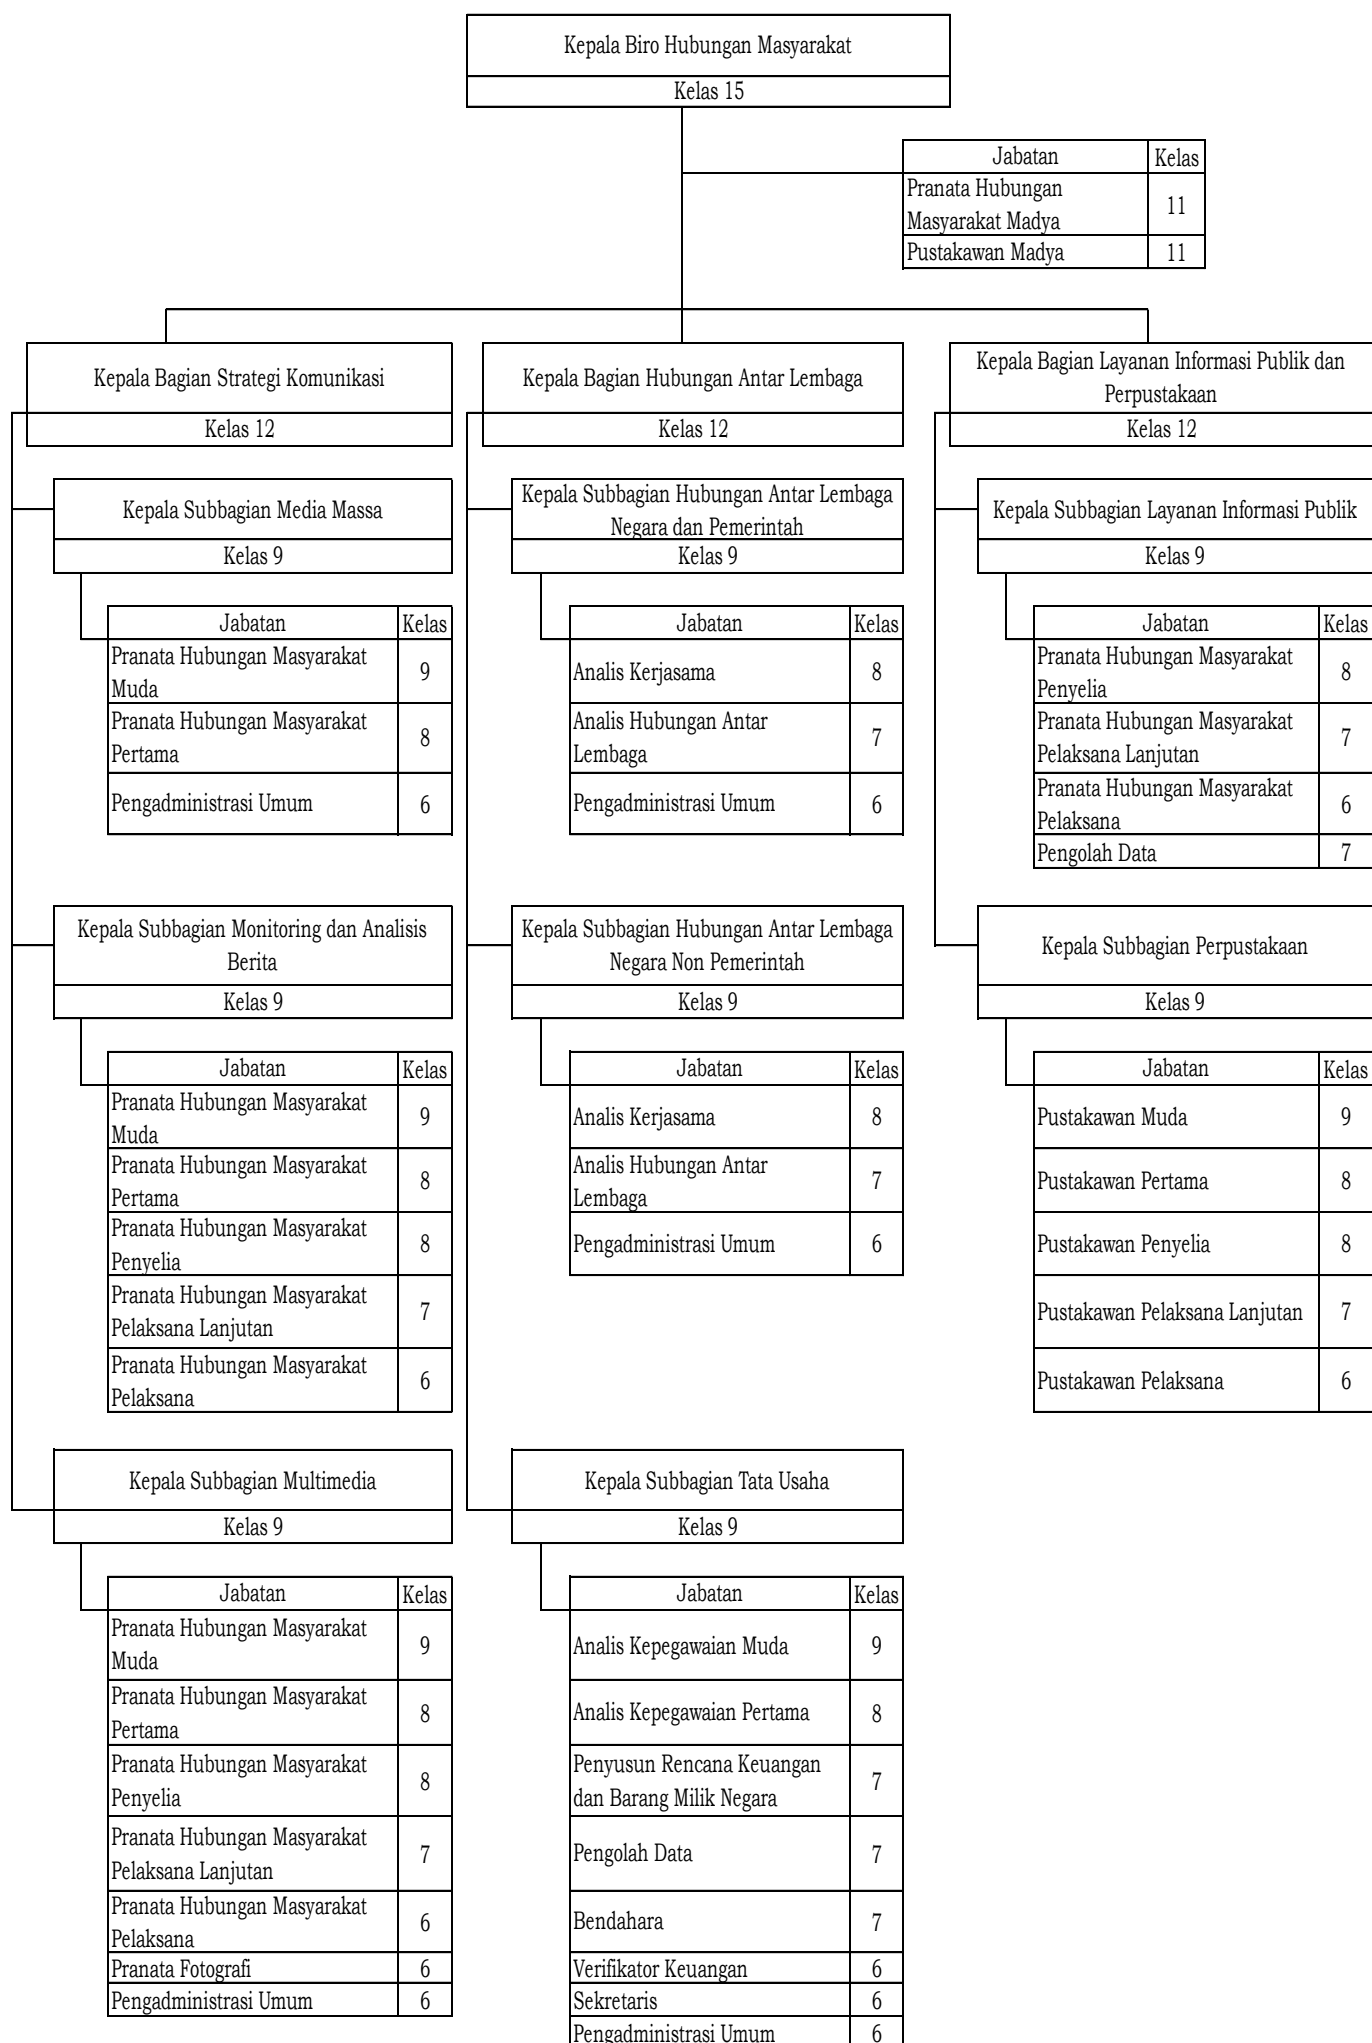 Kepala Biro Hubungan Masyarakat
Kelas 15
Jabatan Kelas
Pranata Hubungan
Masyarakat Madya
11
Pustakawan Madya 11
Kepala Bagian Strategi Komunikasi
Kelas 12
Kepala Subbagian Media Massa
Kelas 9
Jabatan Kelas
Pranata Hubungan Masyarakat
Muda
9
Pranata Hubungan Masyarakat
Pertama
8
Pengadministrasi Umum 6
Kepala Subbagian Monitoring dan Analisis
Berita
Kelas 9
Jabatan Kelas
Pranata Hubungan Masyarakat
Muda
9
Pranata Hubungan Masyarakat
Pertama
8
Pranata Hubungan Masyarakat
Penyelia
8
Pranata Hubungan Masyarakat
Pelaksana Lanjutan
7
Pranata Hubungan Masyarakat
Pelaksana
6
Kepala Subbagian Multimedia
Kelas 9
Jabatan Kelas
Pranata Hubungan Masyarakat
Muda
9
Pranata Hubungan Masyarakat
Pertama
8
Pranata Hubungan Masyarakat
Penyelia
8
Pranata Hubungan Masyarakat
Pelaksana Lanjutan
7
Pranata Hubungan Masyarakat
Pelaksana
6
Pranata Fotografi 6
Pengadministrasi Umum 6
Kepala Bagian Hubungan Antar Lembaga
Kelas 12
Kepala Subbagian Hubungan Antar Lembaga
Negara dan Pemerintah
Kelas 9
Jabatan Kelas
Analis Kerjasama 8
Analis Hubungan Antar
Lembaga
7
Pengadministrasi Umum 6
Kepala Subbagian Hubungan Antar Lembaga
Negara Non Pemerintah
Kelas 9
Jabatan Kelas
Analis Kerjasama 8
Analis Hubungan Antar
Lembaga
7
Pengadministrasi Umum 6
Kepala Subbagian Tata Usaha
Kelas 9
Jabatan Kelas
Analis Kepegawaian Muda 9
Analis Kepegawaian Pertama 8
Penyusun Rencana Keuangan
dan Barang Milik Negara
7
Pengolah Data 7
Bendahara 7
Verifikator Keuangan 6
Sekretaris 6
Pengadministrasi Umum 6
Kepala Bagian Layanan Informasi Publik dan
Perpustakaan
Kelas 12
Kepala Subbagian Layanan Informasi Publik
Kelas 9
Jabatan Kelas
Pranata Hubungan Masyarakat
Penyelia
8
Pranata Hubungan Masyarakat
Pelaksana Lanjutan
7
Pranata Hubungan Masyarakat
Pelaksana
6
Pengolah Data 7
Kepala Subbagian Perpustakaan
Kelas 9
Jabatan Kelas
Pustakawan Muda 9
Pustakawan Pertama 8
Pustakawan Penyelia 8
Pustakawan Pelaksana Lanjutan 7
Pustakawan Pelaksana 6